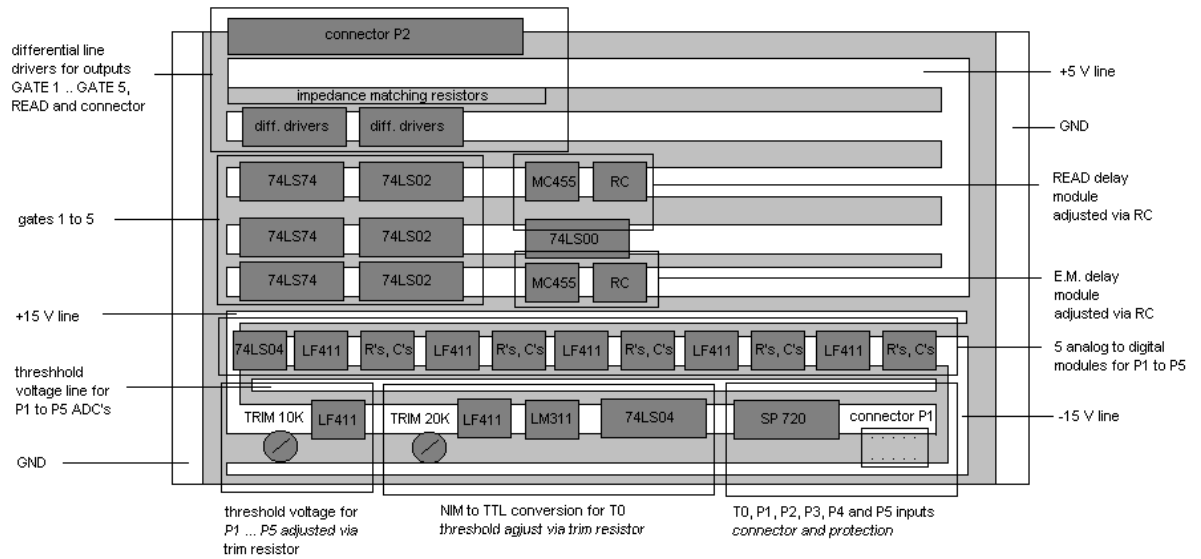 connector P2
differential line
drivers for outputs
GATE 1 .. GATE 5,
READ and connector
+5 V line
impedance matching resistors
diff. drivers
diff. drivers
GND
74LS74
74LS02
MC455
RC
READ delay
module
adjusted via RC
gates 1 to 5
74LS74
74LS02
74LS00
74LS74
74LS02
MC455
RC
E.M. delay
module
adjusted via RC
+15 V line
74LS04
LF411
R's, C's
LF411
R's, C's
LF411
R's, C's
LF411
R's, C's
LF411
R's, C's
5 analog to digital
modules for P1 to P5
threshhold
voltage line for
P1 to P5 ADC's
TRIM 10K
LF411
TRIM 20K
LF411
LM311
74LS04
SP 720
connector P1
-15 V line
GND
threshold voltage for
P1 ... P5 adjusted via
trim resistor
NIM to TTL conversion for T0
threshold agjust via trim resistor
T0, P1, P2, P3, P4 and P5 inputs
connector and protection